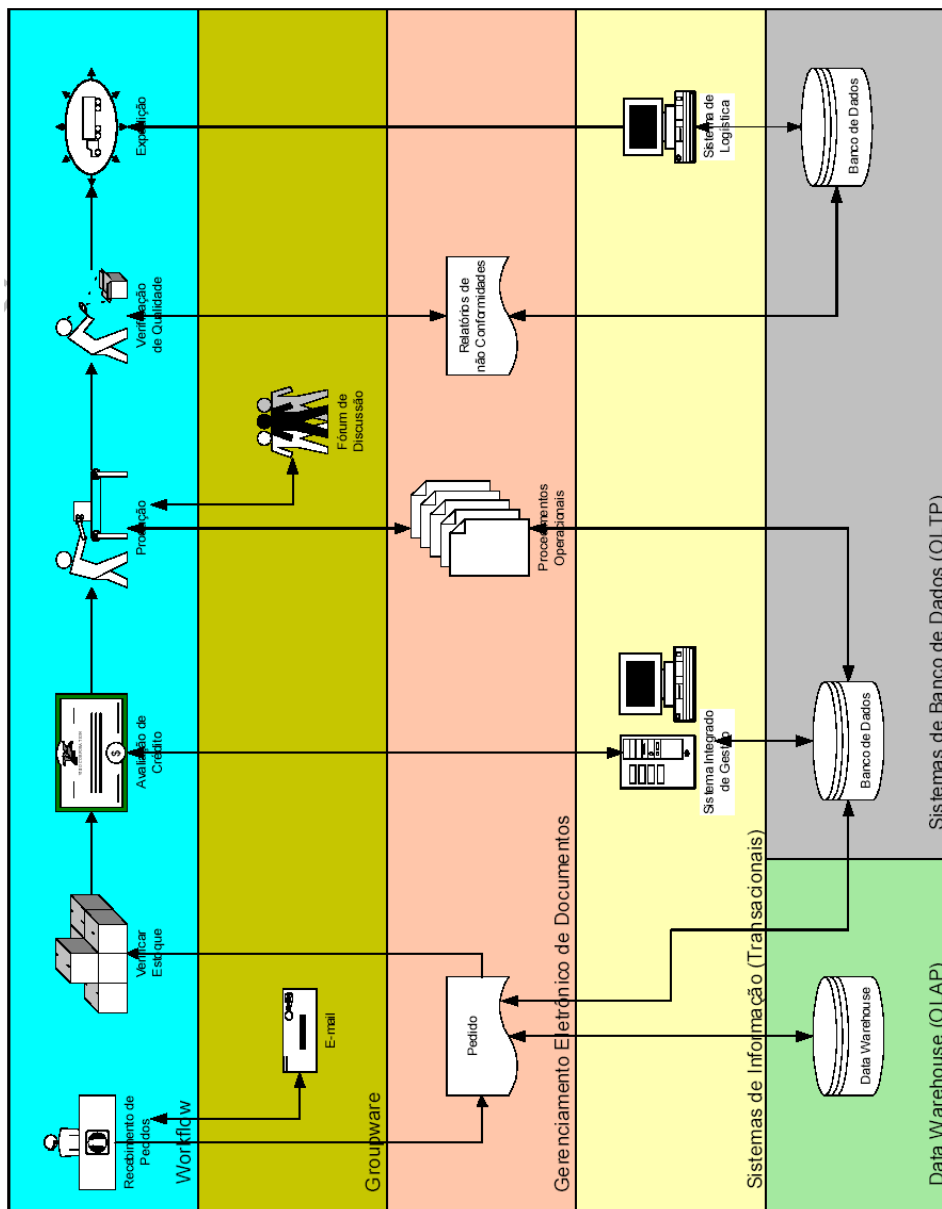 Recebimento de
Pedidos
Verificar
Estoque
Avaliação de
Crédito
Produção
Verificação
de Qualidade
Expedição
Workflow
E-mail
Fórum de
Discussão
Groupware
Pedido
Procedimentos
Operacionais
Relatórios de
não Conformidades
Gerenciamento Eletrônico de Documentos
Sistema Integrado
de Gestão
Sistema de
Logística
Sistemas de Informação (Transacionais)
Data Warehouse
Banco de Dados
Banco de Dados
Data Warehouse (OLAP)
Sistemas de Banco de Dados (OLTP)